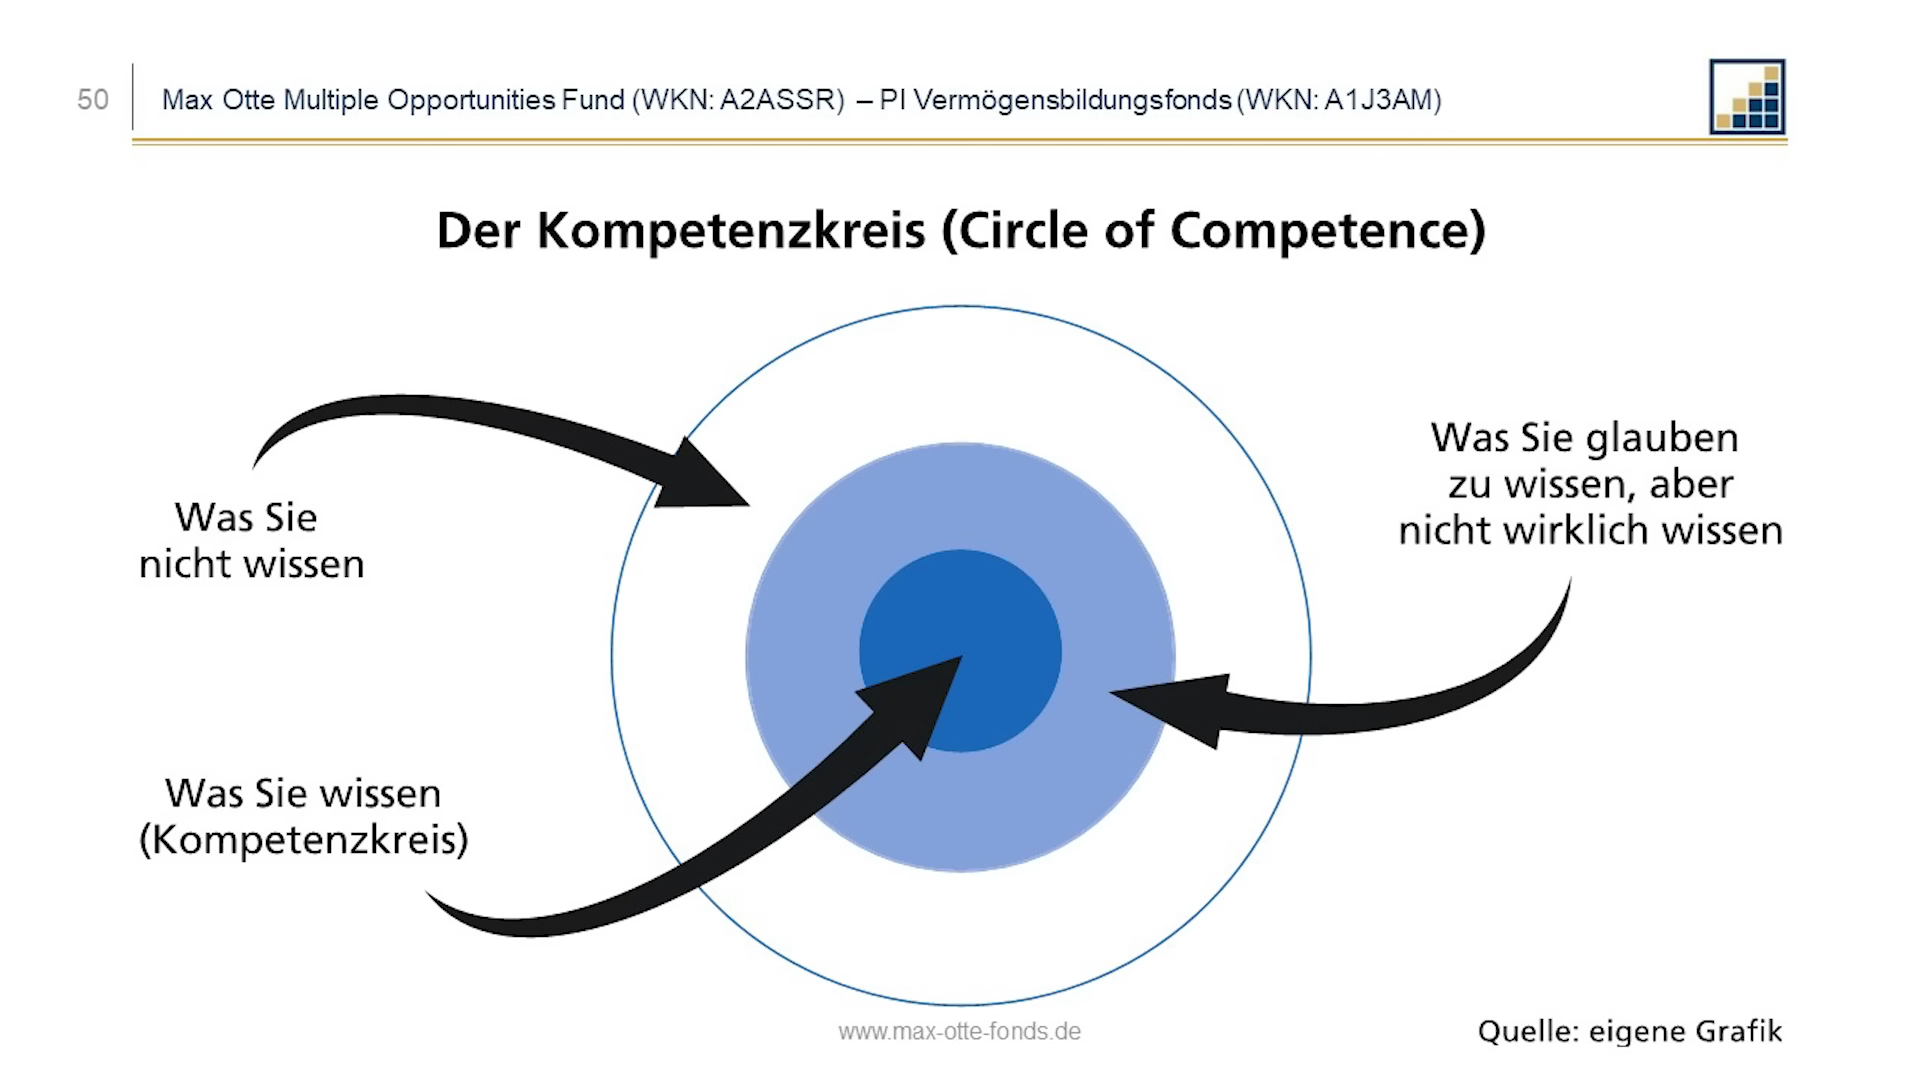 50
Max Otte Multiple Opportunities Fund (WKN: A2ASSR) – PI Vermögensbildungsfonds (WKN: A1J3AM)
Der Kompetenzkreis (Circle of Competence)
Was Sie
nicht wissen
Was Sie glauben
zu wissen, aber
nicht wirklich wissen
Was Sie wissen
(Kompetenzkreis)
www.max-otte-fonds.de
Quelle: eigene Grafik